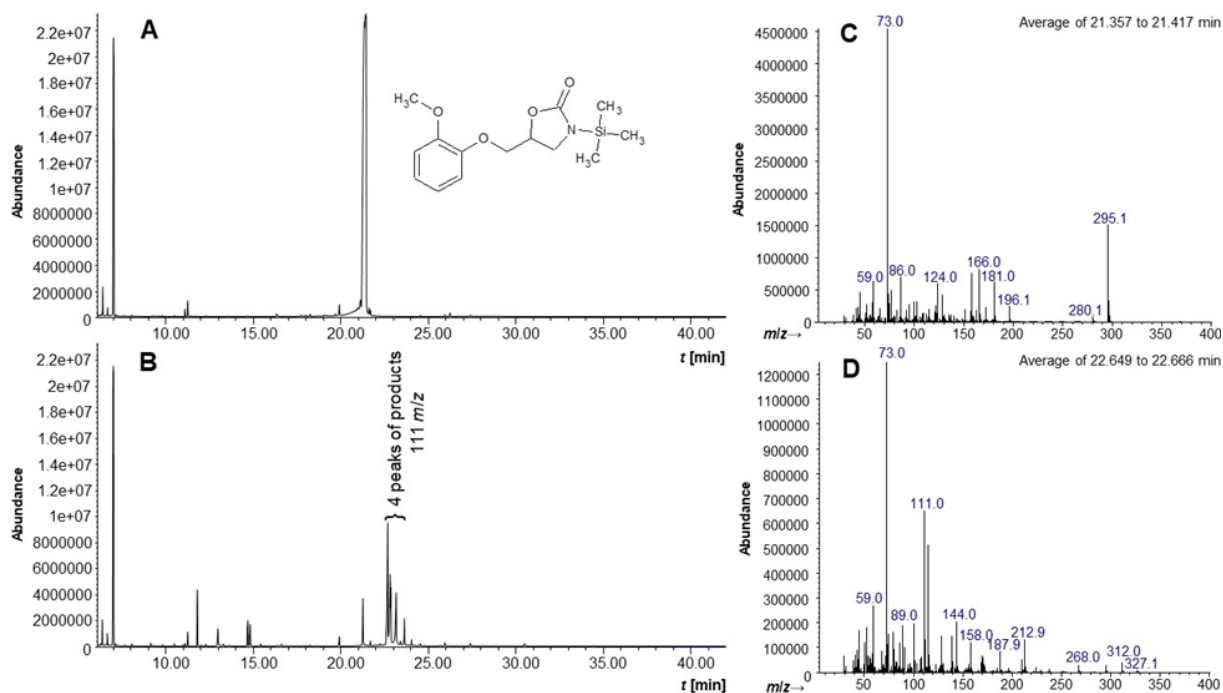 A
Abundance
2.2e+07
2e+07
1.8e+07
1.6e+07
1.4e+07
1.2e+07
1e+07
8000000
6000000
4000000
2000000
0
10.00 15.00 20.00 25.00 30.00 35.00 40.00
t [min]
H₃C
O
O
O
O
N
Si
CH₃
CH₃
H₃C
B
Abundance
2.2e+07
2e+07
1.8e+07
1.6e+07
1.4e+07
1.2e+07
1e+07
8000000
6000000
4000000
2000000
0
4 peaks of products
111 m/z
10.00 15.00 20.00 25.00 30.00 35.00 40.00
t [min]
C
Average of 21.357 to 21.417 min
Abundance
4500000
4000000
3500000
3000000
2500000
2000000
1500000
1000000
500000
0
73.0
295.1
59.0
86.0
124.0
166.0
181.0
196.1
280.1
m/z→
50 100 150 200 250 300 350 400
D
Average of 22.649 to 22.666 min
Abundance
1200000
1100000
1000000
900000
800000
700000
600000
500000
400000
300000
200000
100000
0
73.0
111.0
59.0
89.0
144.0
158.0
187.9
212.9
268.0
312.0
327.1
m/z→
50 100 150 200 250 300 350 400